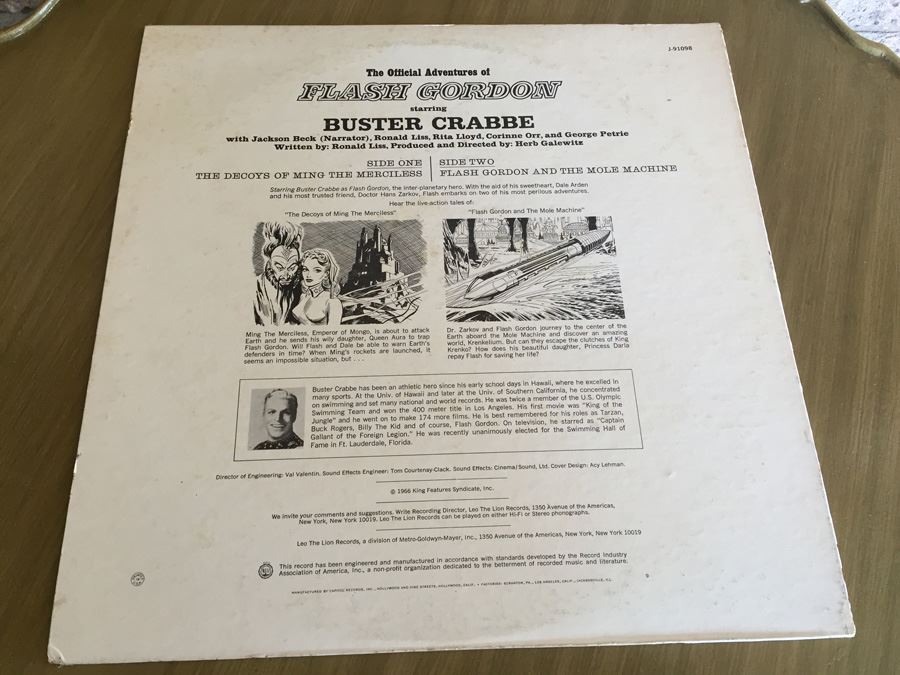 J-91098
The Official Adventures of
FLASH GORDON
starring
BUSTER CRABBE
with Jackson Beck (Narrator), Ronald Liss, Rita Lloyd, Corinne Orr, and George Petrie
Written by: Ronald Liss, Produced and Directed by: Herb Galewitz
SIDE ONE
THE DECOYS OF MING THE MERCILESS
SIDE TWO
FLASH GORDON AND THE MOLE MACHINE
Starring Buster Crabbe as Flash Gordon, the inter-planetary hero. With the aid of his sweetheart, Dale Arden
and his most trusted friend, Doctor Hans Zarkov, Flash embarks on two of his most perilous adventures.
Hear the live-action tales of:
"The Decoys of Ming The Merciless"
Ming The Merciless, Emperor of Mongo, is about to attack
Earth and he sends his wily daughter, Queen Aura to trap
Flash Gordon. Will Flash and Dale be able to warn Earth's
defenders in time? When Ming's rockets are launched, it
seems an impossible situation, but . . .
"Flash Gordon and The Mole Machine"
Dr. Zarkov and Flash Gordon journey to the center of the
Earth aboard the Mole Machine and discover an amazing
world, Krenkelium. But can they escape the clutches of King
Krenko? How does his beautiful daughter, Princess Darla
repay Flash for saving her life?
Buster Crabbe has been an athletic hero since his early school days in Hawaii, where he excelled in
many sports. At the Univ. of Hawaii and later at the Univ. of Southern California, he concentrated
on swimming and set many national and world records. He was twice a member of the U.S. Olympic
Swimming Team and won the 400 meter title in Los Angeles. His first movie was "King of the
Jungle" and he went on to make 174 more films. He is best remembered for his roles as Tarzan,
Buck Rogers, Billy The Kid and of course, Flash Gordon. On television, he starred as "Captain
Gallant of the Foreign Legion." He was recently unanimously elected for the Swimming Hall of
Fame in Ft. Lauderdale, Florida.
Director of Engineering: Val Valentin. Sound Effects Engineer: Tom Courtenay-Clack. Sound Effects: Cinema/Sound, Ltd. Cover Design: Acy Lehman.
© 1966 King Features Syndicate, Inc.
We invite your comments and suggestions. Write Recording Director, Leo The Lion Records, 1350 Avenue of the Americas,
New York, New York 10019. Leo The Lion Records can be played on either Hi-Fi or Stereo phonographs.
Leo The Lion Records, a division of Metro-Goldwyn-Mayer, Inc., 1350 Avenue of the Americas, New York, New York 10019
This record has been engineered and manufactured in accordance with standards developed by the Record Industry
Association of America, Inc., a non-profit organization dedicated to the betterment of recorded music and literature.
MANUFACTURED BY CAPITOL RECORDS, INC., HOLLYWOOD AND VINE STREETS, HOLLYWOOD, CALIF. • FACTORIES: SCRANTON, PA., LOS ANGELES, CALIF., JACKSONVILLE, ILL.
9